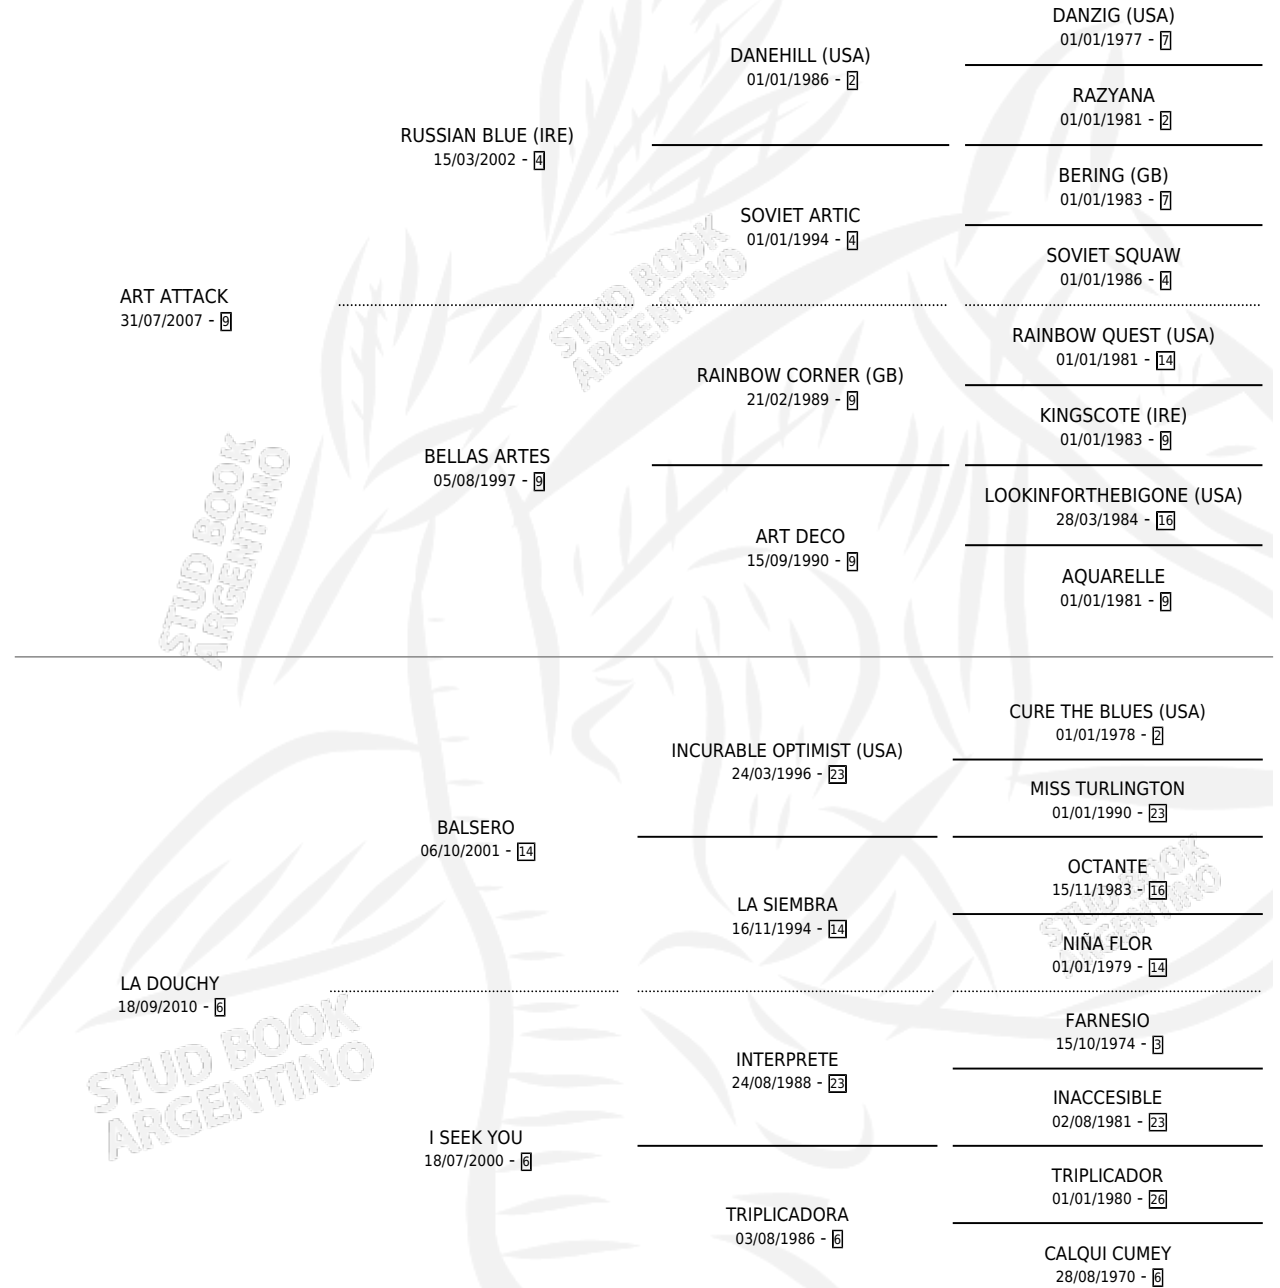 DANZIG (USA)
01/01/1977 - 7
DANEHILL (USA)
01/01/1986 - 2
RAZYANA
01/01/1981 - 2
RUSSIAN BLUE (IRE)
15/03/2002 - 4
BERING (GB)
01/01/1983 - 7
SOVIET ARTIC
01/01/1994 - 4
SOVIET SQUAW
01/01/1986 - 4
ART ATTACK
31/07/2007 - 9
STUD BOOK
ARGENTINO
RAINBOW QUEST (USA)
01/01/1981 - 14
RAINBOW CORNER (GB)
21/02/1989 - 9
KINGSCOTE (IRE)
01/01/1983 - 9
BELLAS ARTES
05/08/1997 - 9
LOOKINFORTHEBIGONE (USA)
28/03/1984 - 16
ART DECO
15/09/1990 - 9
AQUARELLE
01/01/1981 - 9
STUD BOOK
ARGENTINO
CURE THE BLUES (USA)
01/01/1978 - 2
INCURABLE OPTIMIST (USA)
24/03/1996 - 23
MISS TURLINGTON
01/01/1990 - 23
BALSERO
06/10/2001 - 14
OCTANTE
15/11/1983 - 16
LA SIEMBRA
16/11/1994 - 14
STUD BOOK
ARGENTINO
NIÑA FLOR
01/01/1979 - 14
LA DOUCHY
18/09/2010 - 6
FARNESIO
15/10/1974 - 3
INTERPRETE
24/08/1988 - 23
STUD BOOK
ARGENTINO
INACCESIBLE
02/08/1981 - 23
I SEEK YOU
18/07/2000 - 6
TRIPLICADOR
01/01/1980 - 26
TRIPLICADORA
03/08/1986 - 6
CALQUI CUMEY
28/08/1970 - 6